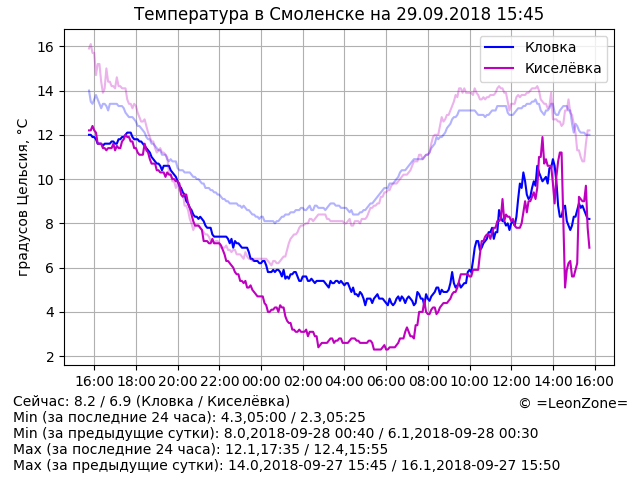 Температура в Смоленске на 29.09.2018 15:45
градусов Цельсия, °C
16
14
12
10
8
6
4
2
Кловка
Киселёвка
16:00 18:00 20:00 22:00 00:00 02:00 04:00 06:00 08:00 10:00 12:00 14:00 16:00
Сейчас: 8.2 / 6.9 (Кловка / Киселёвка)
© =LeonZone=
Min (за последние 24 часа): 4.3,05:00 / 2.3,05:25
Min (за предыдущие сутки): 8.0,2018-09-28 00:40 / 6.1,2018-09-28 00:30
Max (за последние 24 часа): 12.1,17:35 / 12.4,15:55
Max (за предыдущие сутки): 14.0,2018-09-27 15:45 / 16.1,2018-09-27 15:50